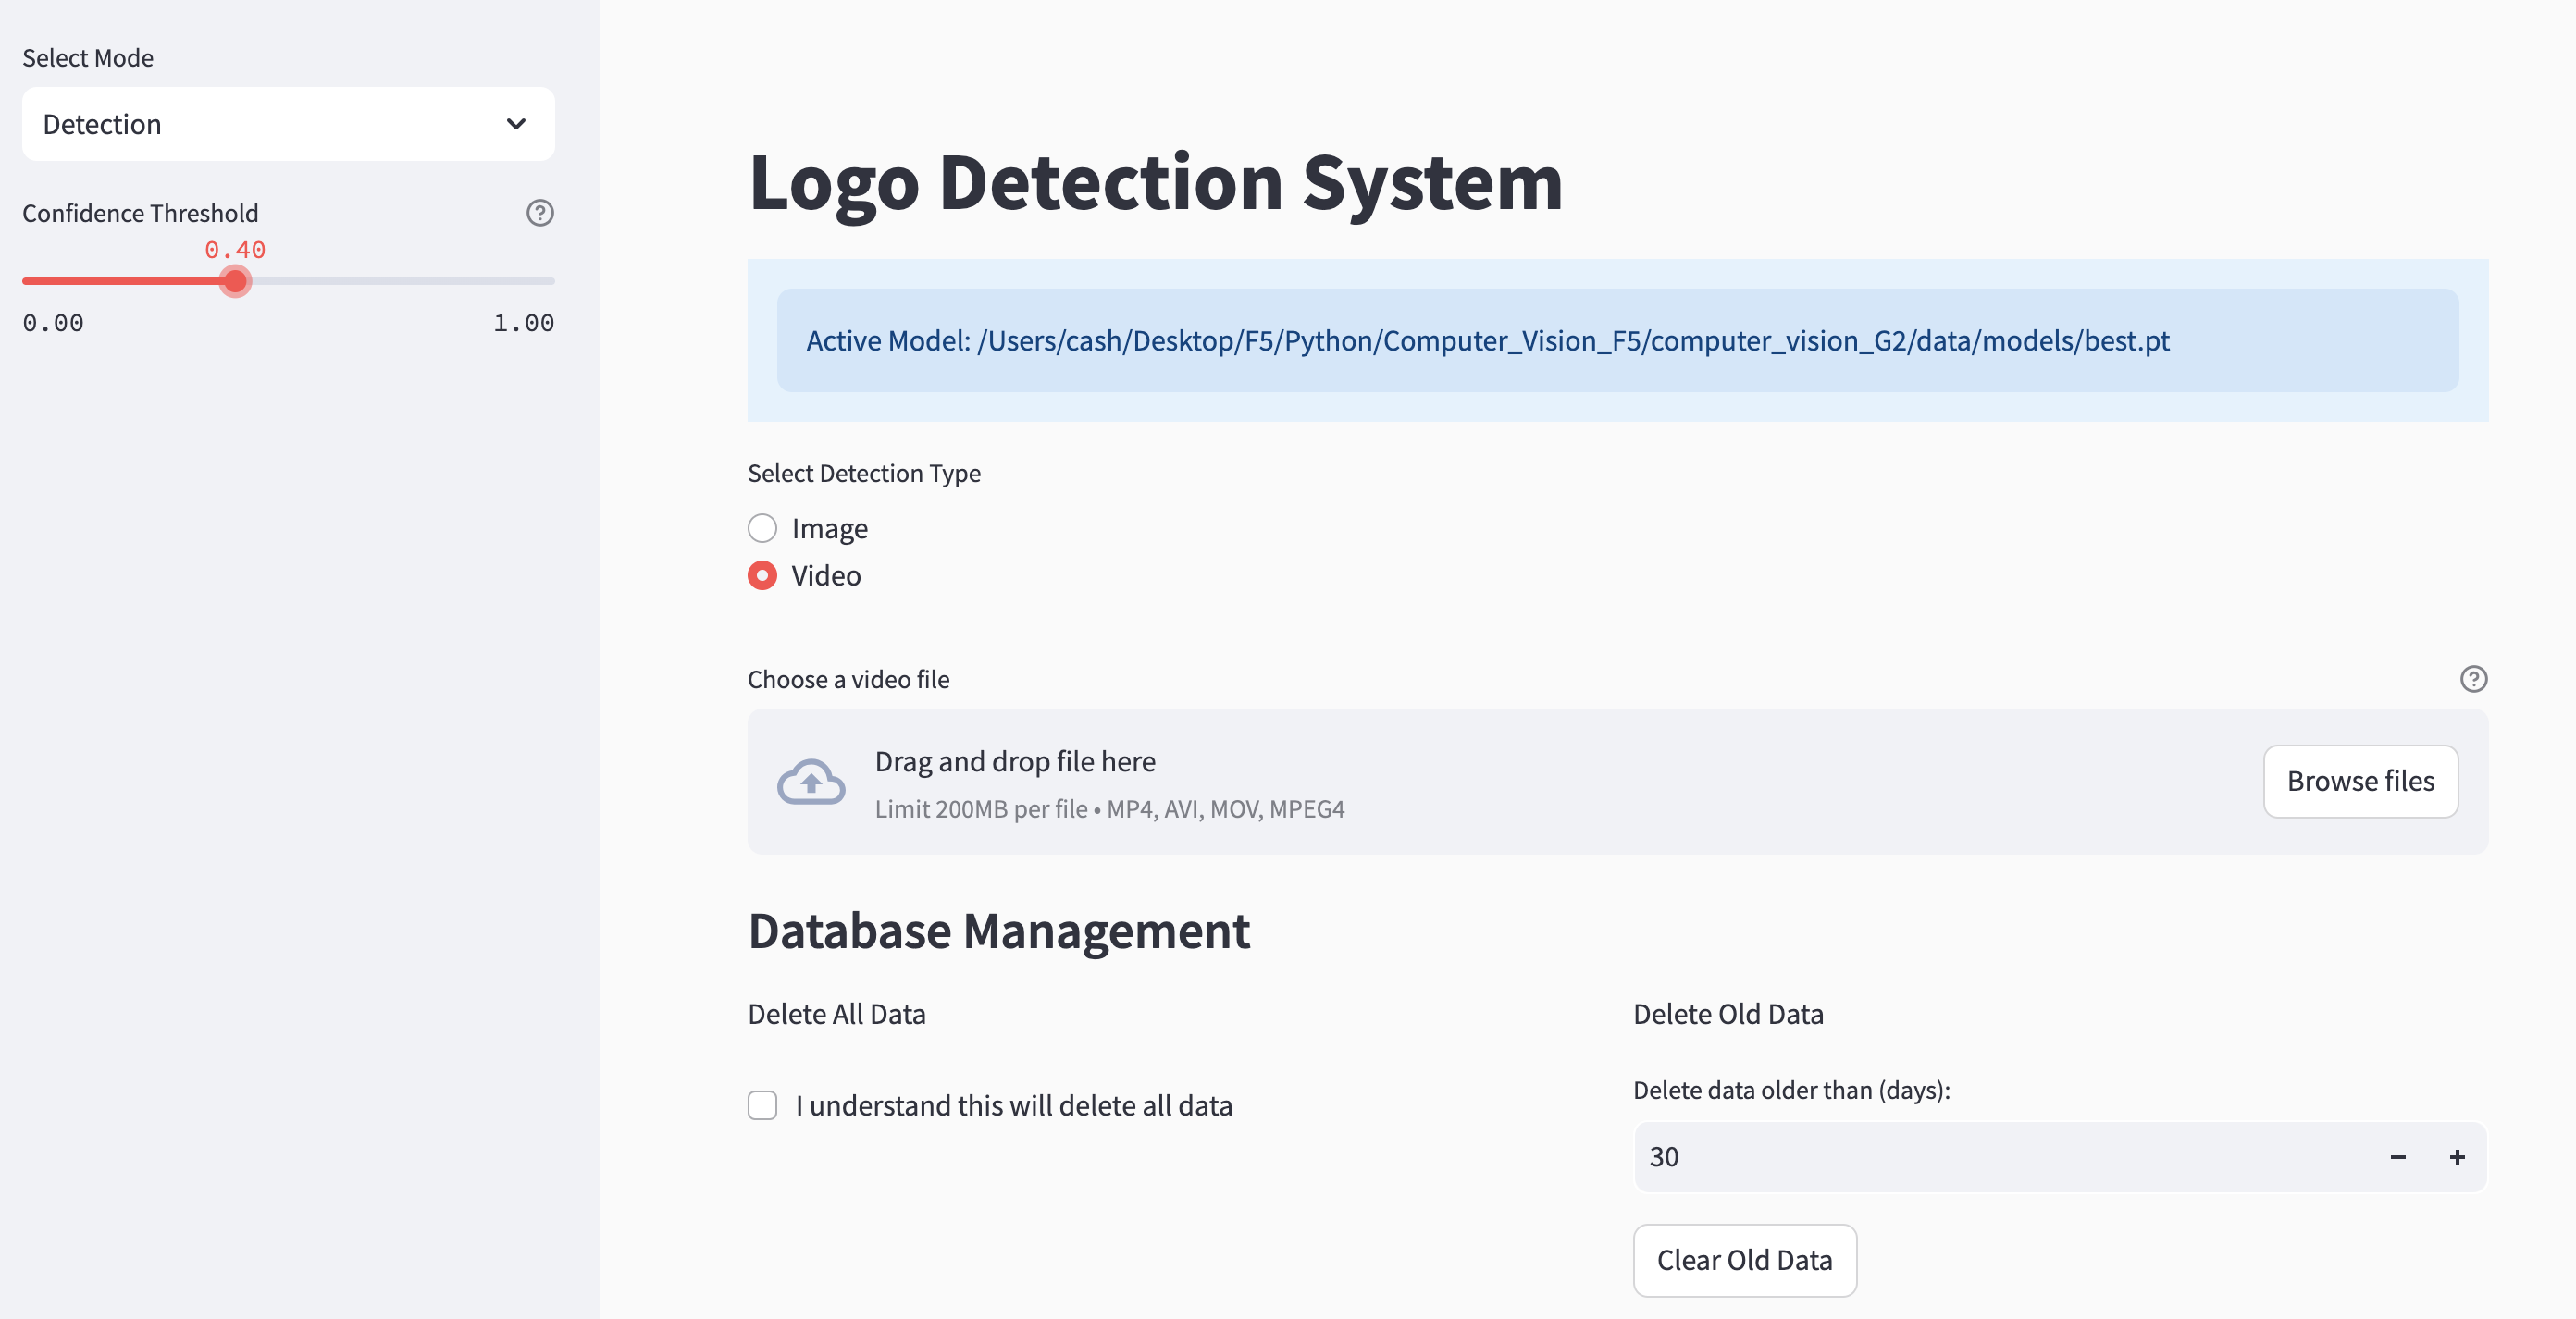 Select Mode
Detection
Confidence Threshold
0.40
0.00 1.00
Logo Detection System
Active Model: /Users/cash/Desktop/F5/Python/Computer_Vision_F5/computer_vision_G2/data/models/best.pt
Select Detection Type
Image
Video
Choose a video file
Drag and drop file here
Limit 200MB per file • MP4, AVI, MOV, MPEG4
Browse files
Database Management
Delete All Data
I understand this will delete all data
Delete Old Data
Delete data older than (days):
30
Clear Old Data